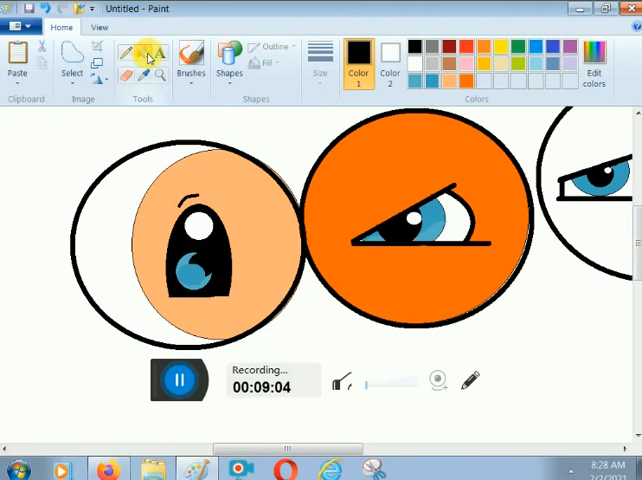 Untitled - Paint
Home
View
Paste
Select
A
Brushes
Shapes
Outline
Fill
Size
Color
1
Color
2
Edit
colors
Clipboard
Image
Tools
Shapes
Colors
Recording...
00:09:04
8:28 AM
2/2/2021